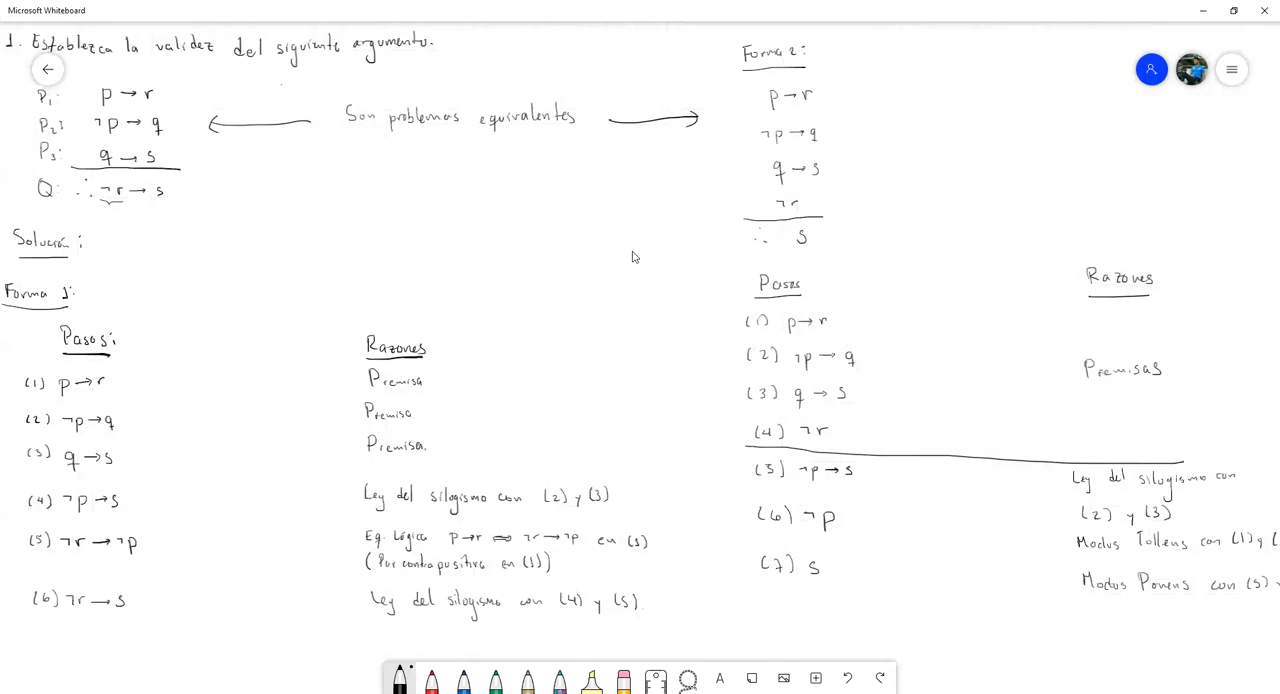 Microsoft Whiteboard
1. Establezca la validez del siguiente argumento.
P₁: p → r
P₂: ¬p → q
P₃: q → s
Q: ∴ ¬r → s
Son problemas equivalentes
Solución:
Forma 1:
Pasos: Razones
(1) p → r Premisa
(2) ¬p → q Premisa
(3) q → s Premisa.
(4) ¬p → s Ley del silogismo con (2) y (3)
(5) ¬r → ¬p Eq. Lógica p→r ⇔ ¬r→¬p en (1)
(Por contrapositiva en (1))
(6) ¬r → s Ley del silogismo con (4) y (5).
Forma 2:
p → r
¬p → q
q → s
¬r
∴ s
Pasos Razones
(1) p → r
(2) ¬p → q Premisas
(3) q → s
(4) ¬r
(5) ¬p → s Ley del silogismo con
(2) y (3)
(6) ¬p Modus Tollens con (1) y (
(7) s Modus Ponens con (5)